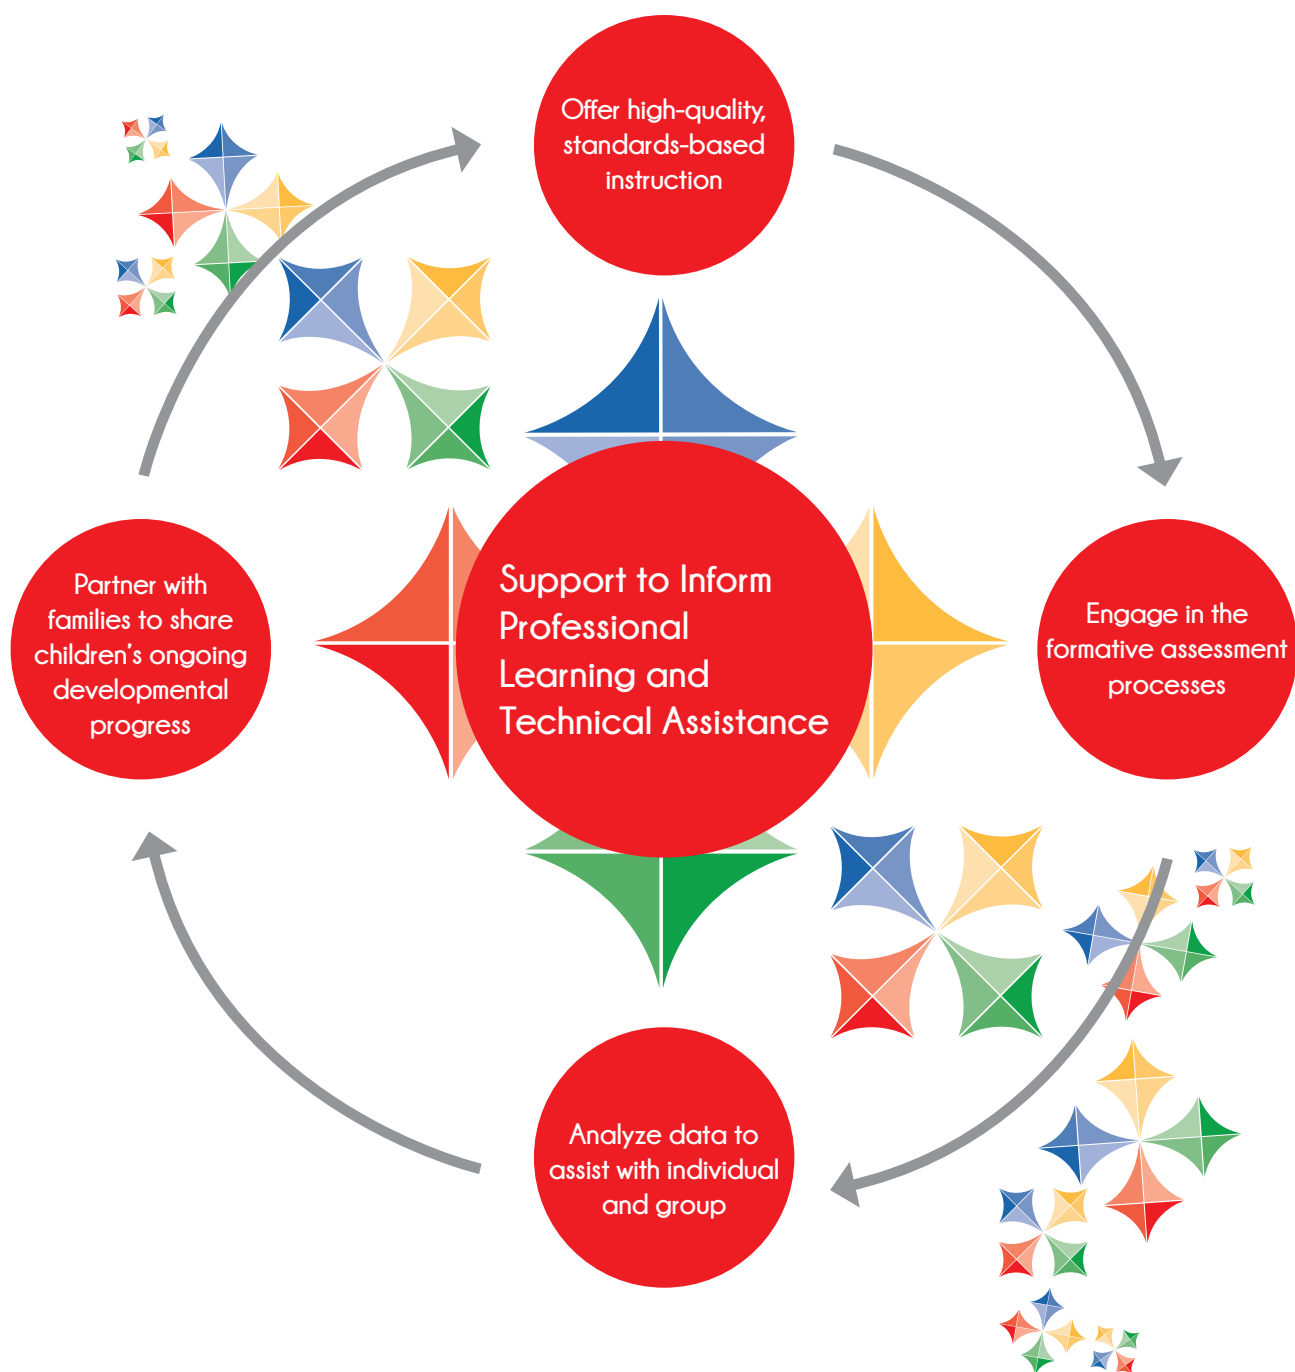 Offer high-quality,
standards-based
instruction
Partner with
families to share
children's ongoing
developmental
progress
Support to Inform
Professional
Learning and
Technical Assistance
Engage in the
formative assessment
processes
Analyze data to
assist with individual
and group